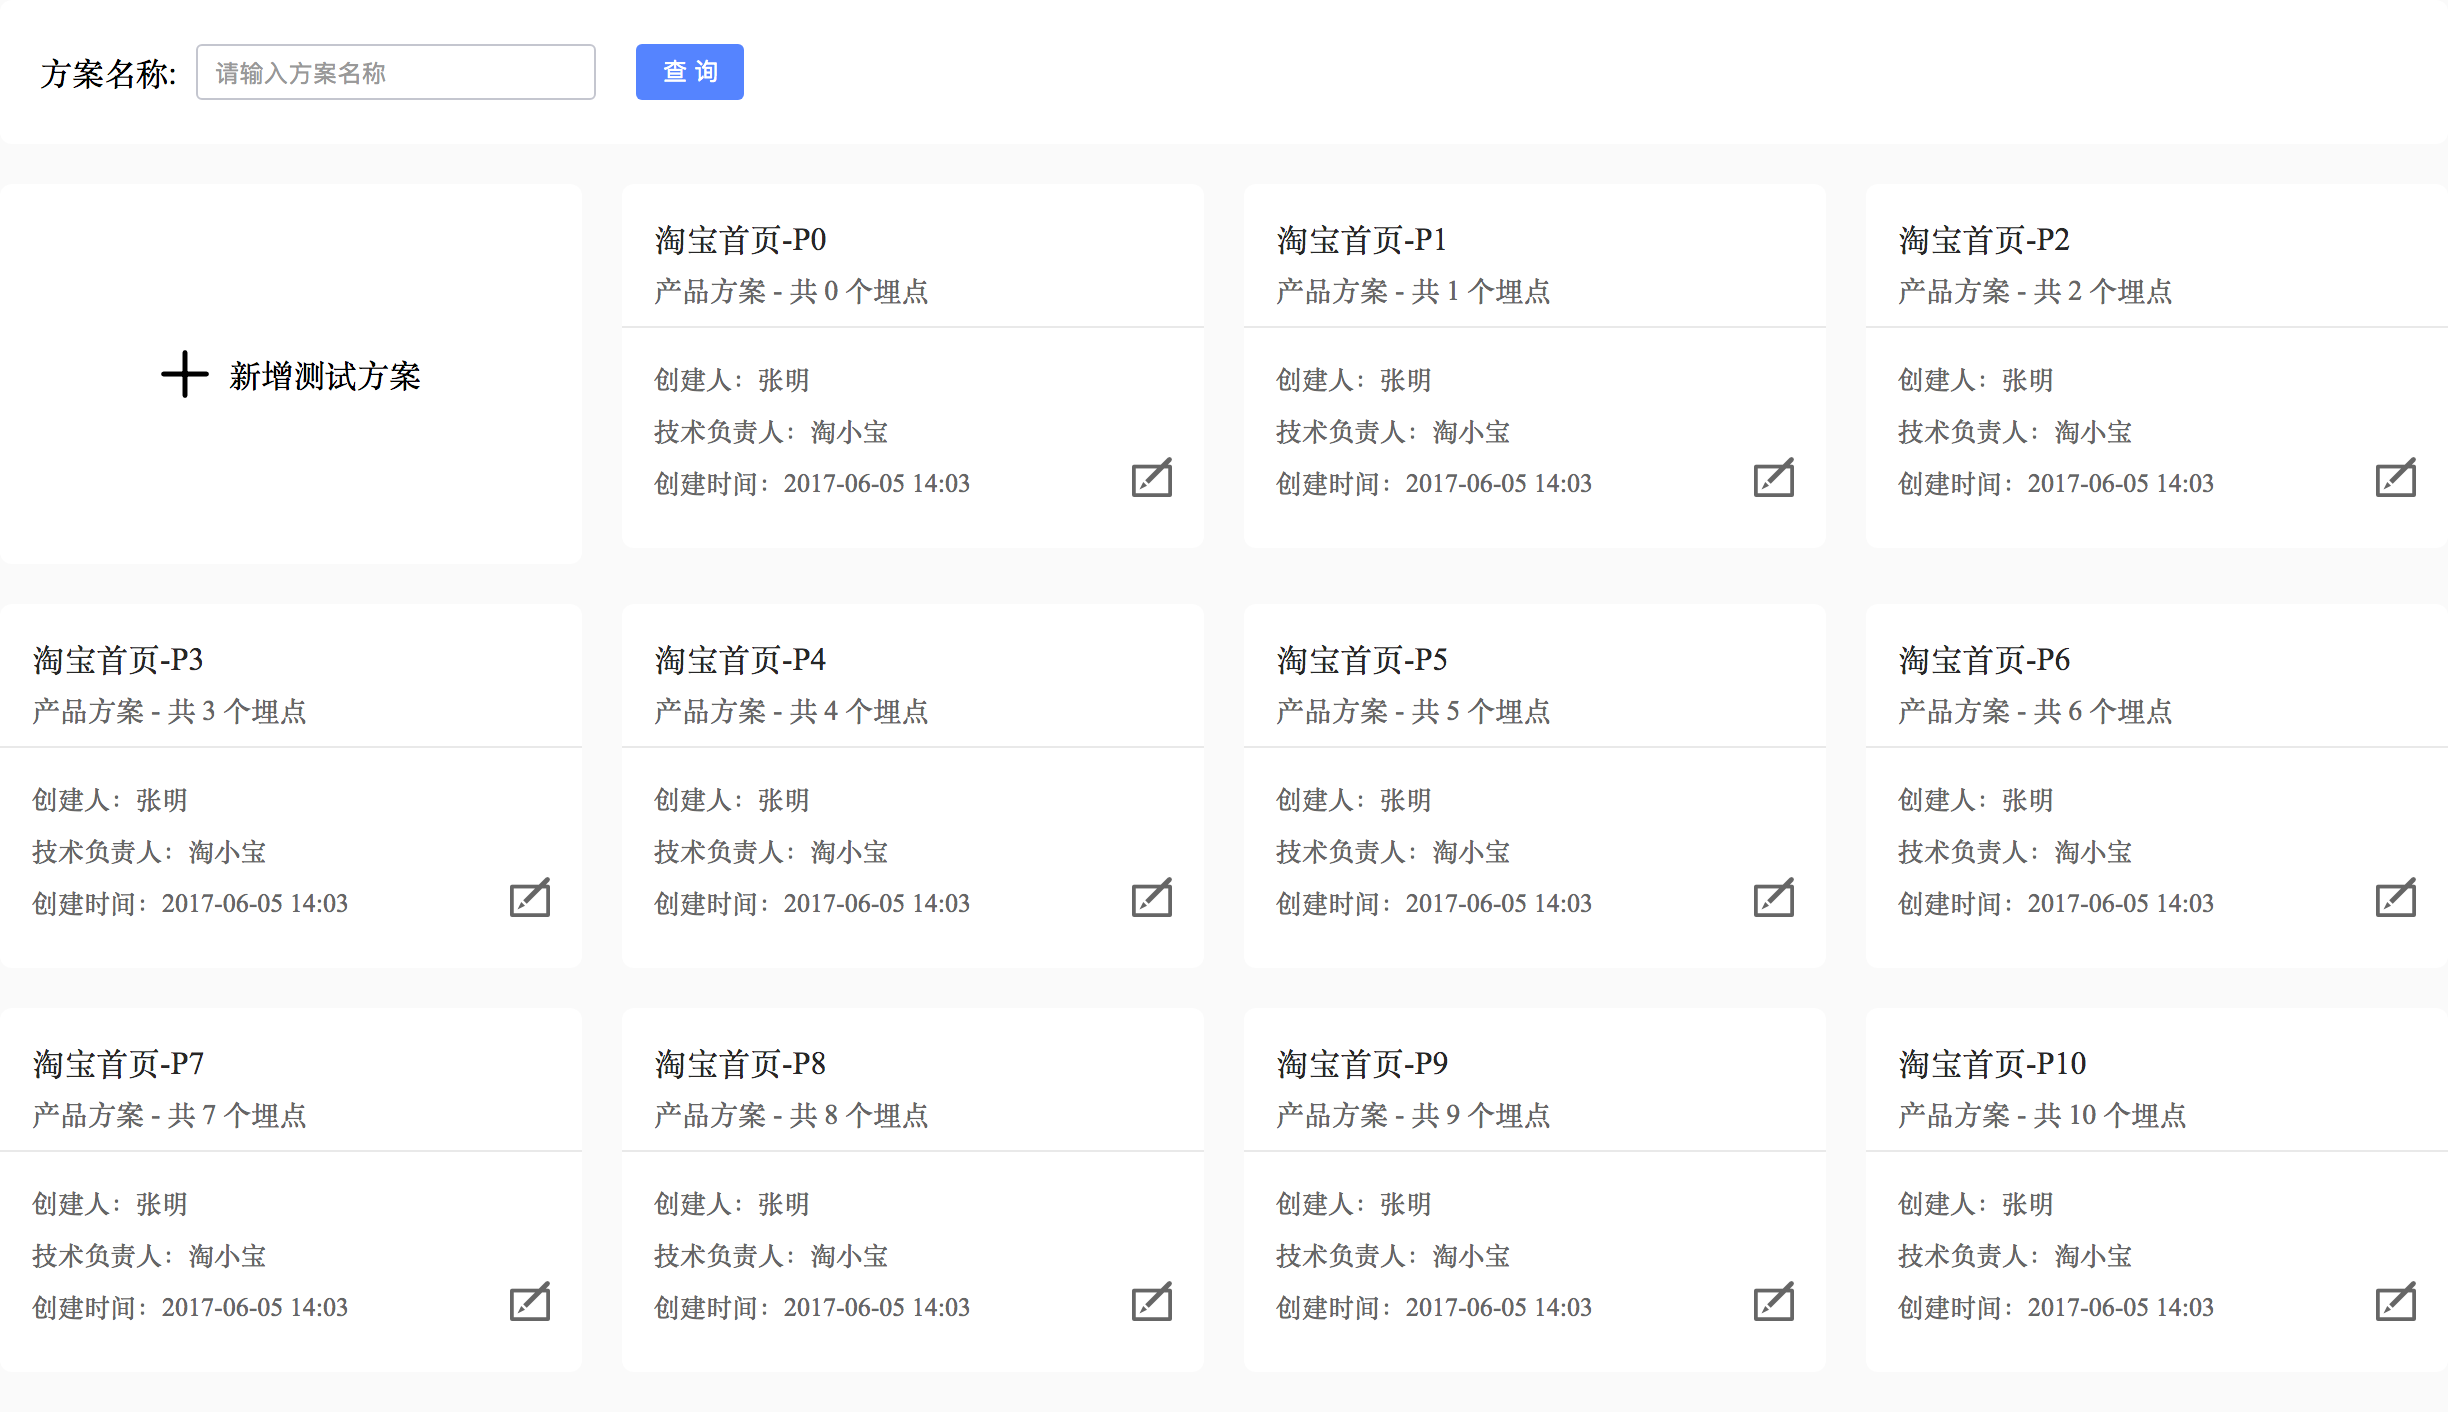 方案名称: 请输入方案名称 查 询
新增测试方案
淘宝首页-P0
产品方案 - 共 0 个埋点
创建人：张明
技术负责人：淘小宝
创建时间：2017-06-05 14:03
淘宝首页-P1
产品方案 - 共 1 个埋点
创建人：张明
技术负责人：淘小宝
创建时间：2017-06-05 14:03
淘宝首页-P2
产品方案 - 共 2 个埋点
创建人：张明
技术负责人：淘小宝
创建时间：2017-06-05 14:03
淘宝首页-P3
产品方案 - 共 3 个埋点
创建人：张明
技术负责人：淘小宝
创建时间：2017-06-05 14:03
淘宝首页-P4
产品方案 - 共 4 个埋点
创建人：张明
技术负责人：淘小宝
创建时间：2017-06-05 14:03
淘宝首页-P5
产品方案 - 共 5 个埋点
创建人：张明
技术负责人：淘小宝
创建时间：2017-06-05 14:03
淘宝首页-P6
产品方案 - 共 6 个埋点
创建人：张明
技术负责人：淘小宝
创建时间：2017-06-05 14:03
淘宝首页-P7
产品方案 - 共 7 个埋点
创建人：张明
技术负责人：淘小宝
创建时间：2017-06-05 14:03
淘宝首页-P8
产品方案 - 共 8 个埋点
创建人：张明
技术负责人：淘小宝
创建时间：2017-06-05 14:03
淘宝首页-P9
产品方案 - 共 9 个埋点
创建人：张明
技术负责人：淘小宝
创建时间：2017-06-05 14:03
淘宝首页-P10
产品方案 - 共 10 个埋点
创建人：张明
技术负责人：淘小宝
创建时间：2017-06-05 14:03